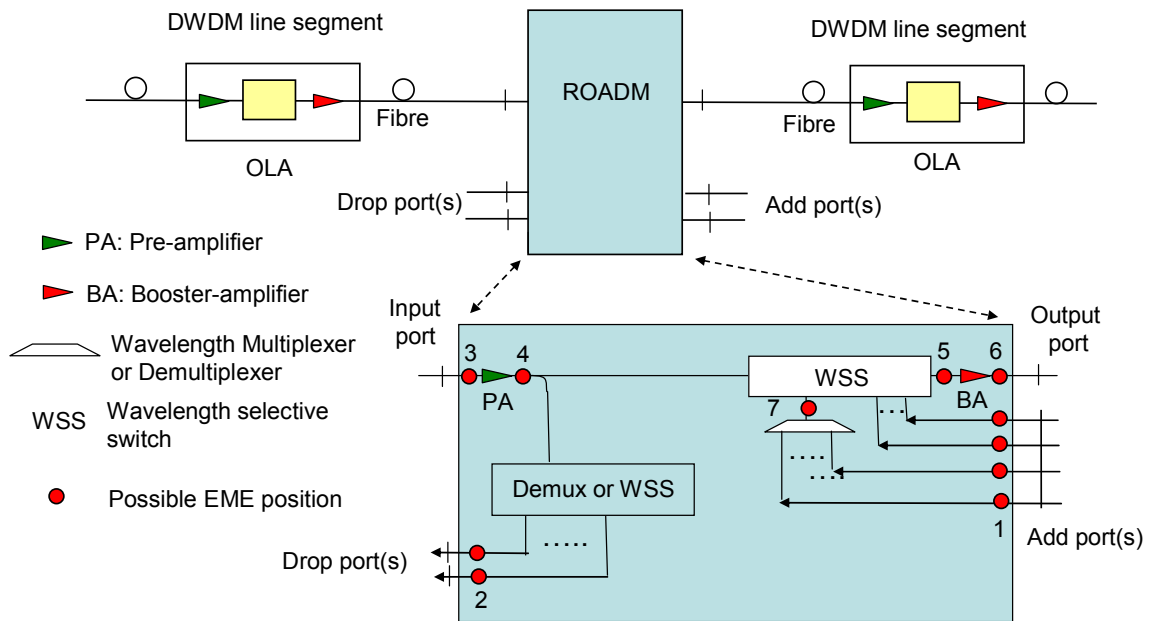 DWDM line segment
DWDM line segment
ROADM
Fibre
Fibre
OLA
OLA
Drop port(s)
Add port(s)
PA: Pre-amplifier
BA: Booster-amplifier
Wavelength Multiplexer
or Demultiplexer
WSS
Wavelength selective
switch
Possible EME position
Input
port
Output
port
3
4
5
6
PA
WSS
BA
7
Demux or WSS
1
Add port(s)
Drop port(s)
2